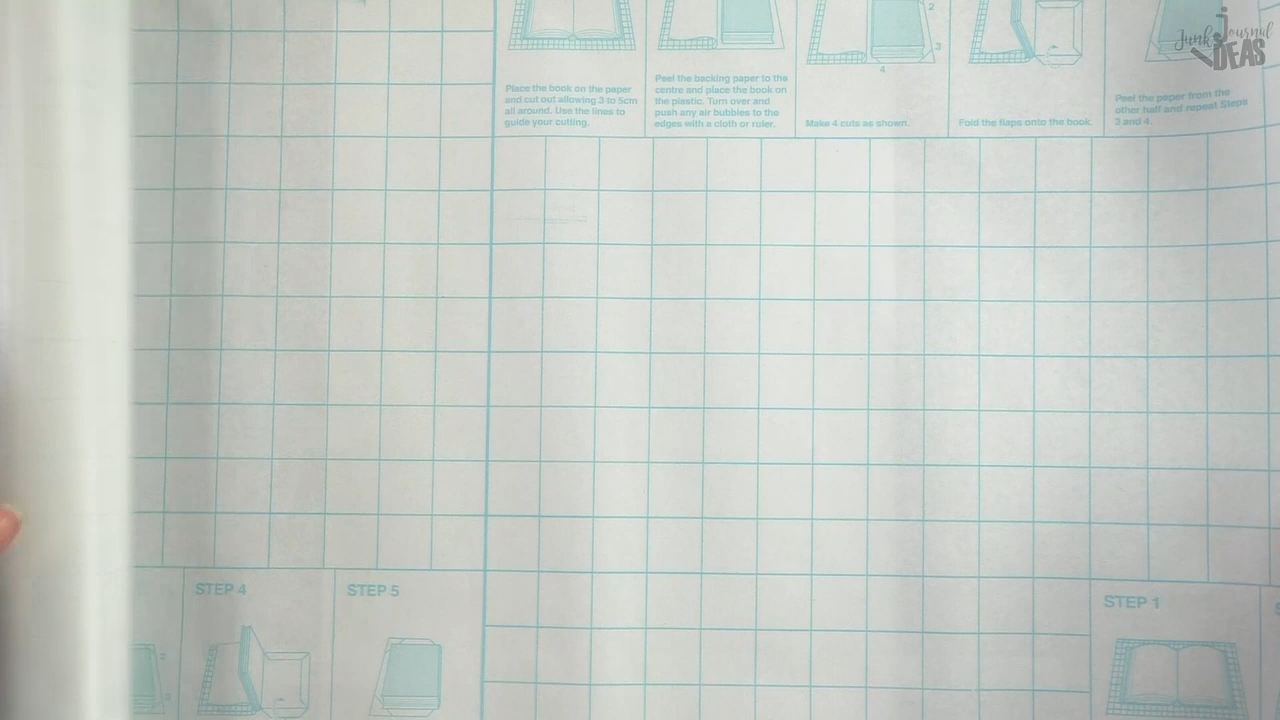 Junk Journal
IDEAS
2
3
4
Place the book on the paper
and cut out allowing 3 to 5cm
all around. Use the lines to
guide your cutting.
Peel the backing paper to the
centre and place the book on
the plastic. Turn over and
push any air bubbles to the
edges with a cloth or ruler.
Make 4 cuts as shown.
Fold the flaps onto the book.
Peel the paper from the
other half and repeat Steps
3 and 4.
STEP 4
STEP 5
STEP 1